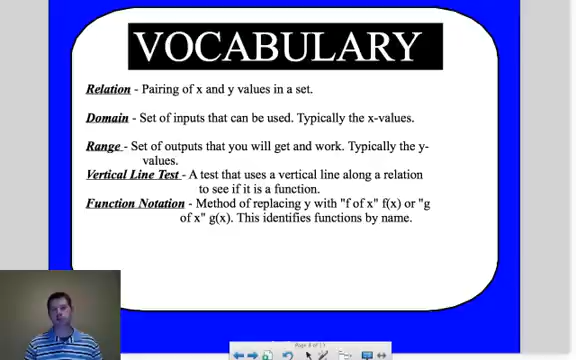 VOCABULARY
Relation - Pairing of x and y values in a set.
Domain - Set of inputs that can be used. Typically the x-values.
Range - Set of outputs that you will get and work. Typically the y-
values.
Vertical Line Test - A test that uses a vertical line along a relation
to see if it is a function.
Function Notation - Method of replacing y with "f of x" f(x) or "g
of x" g(x). This identifies functions by name.